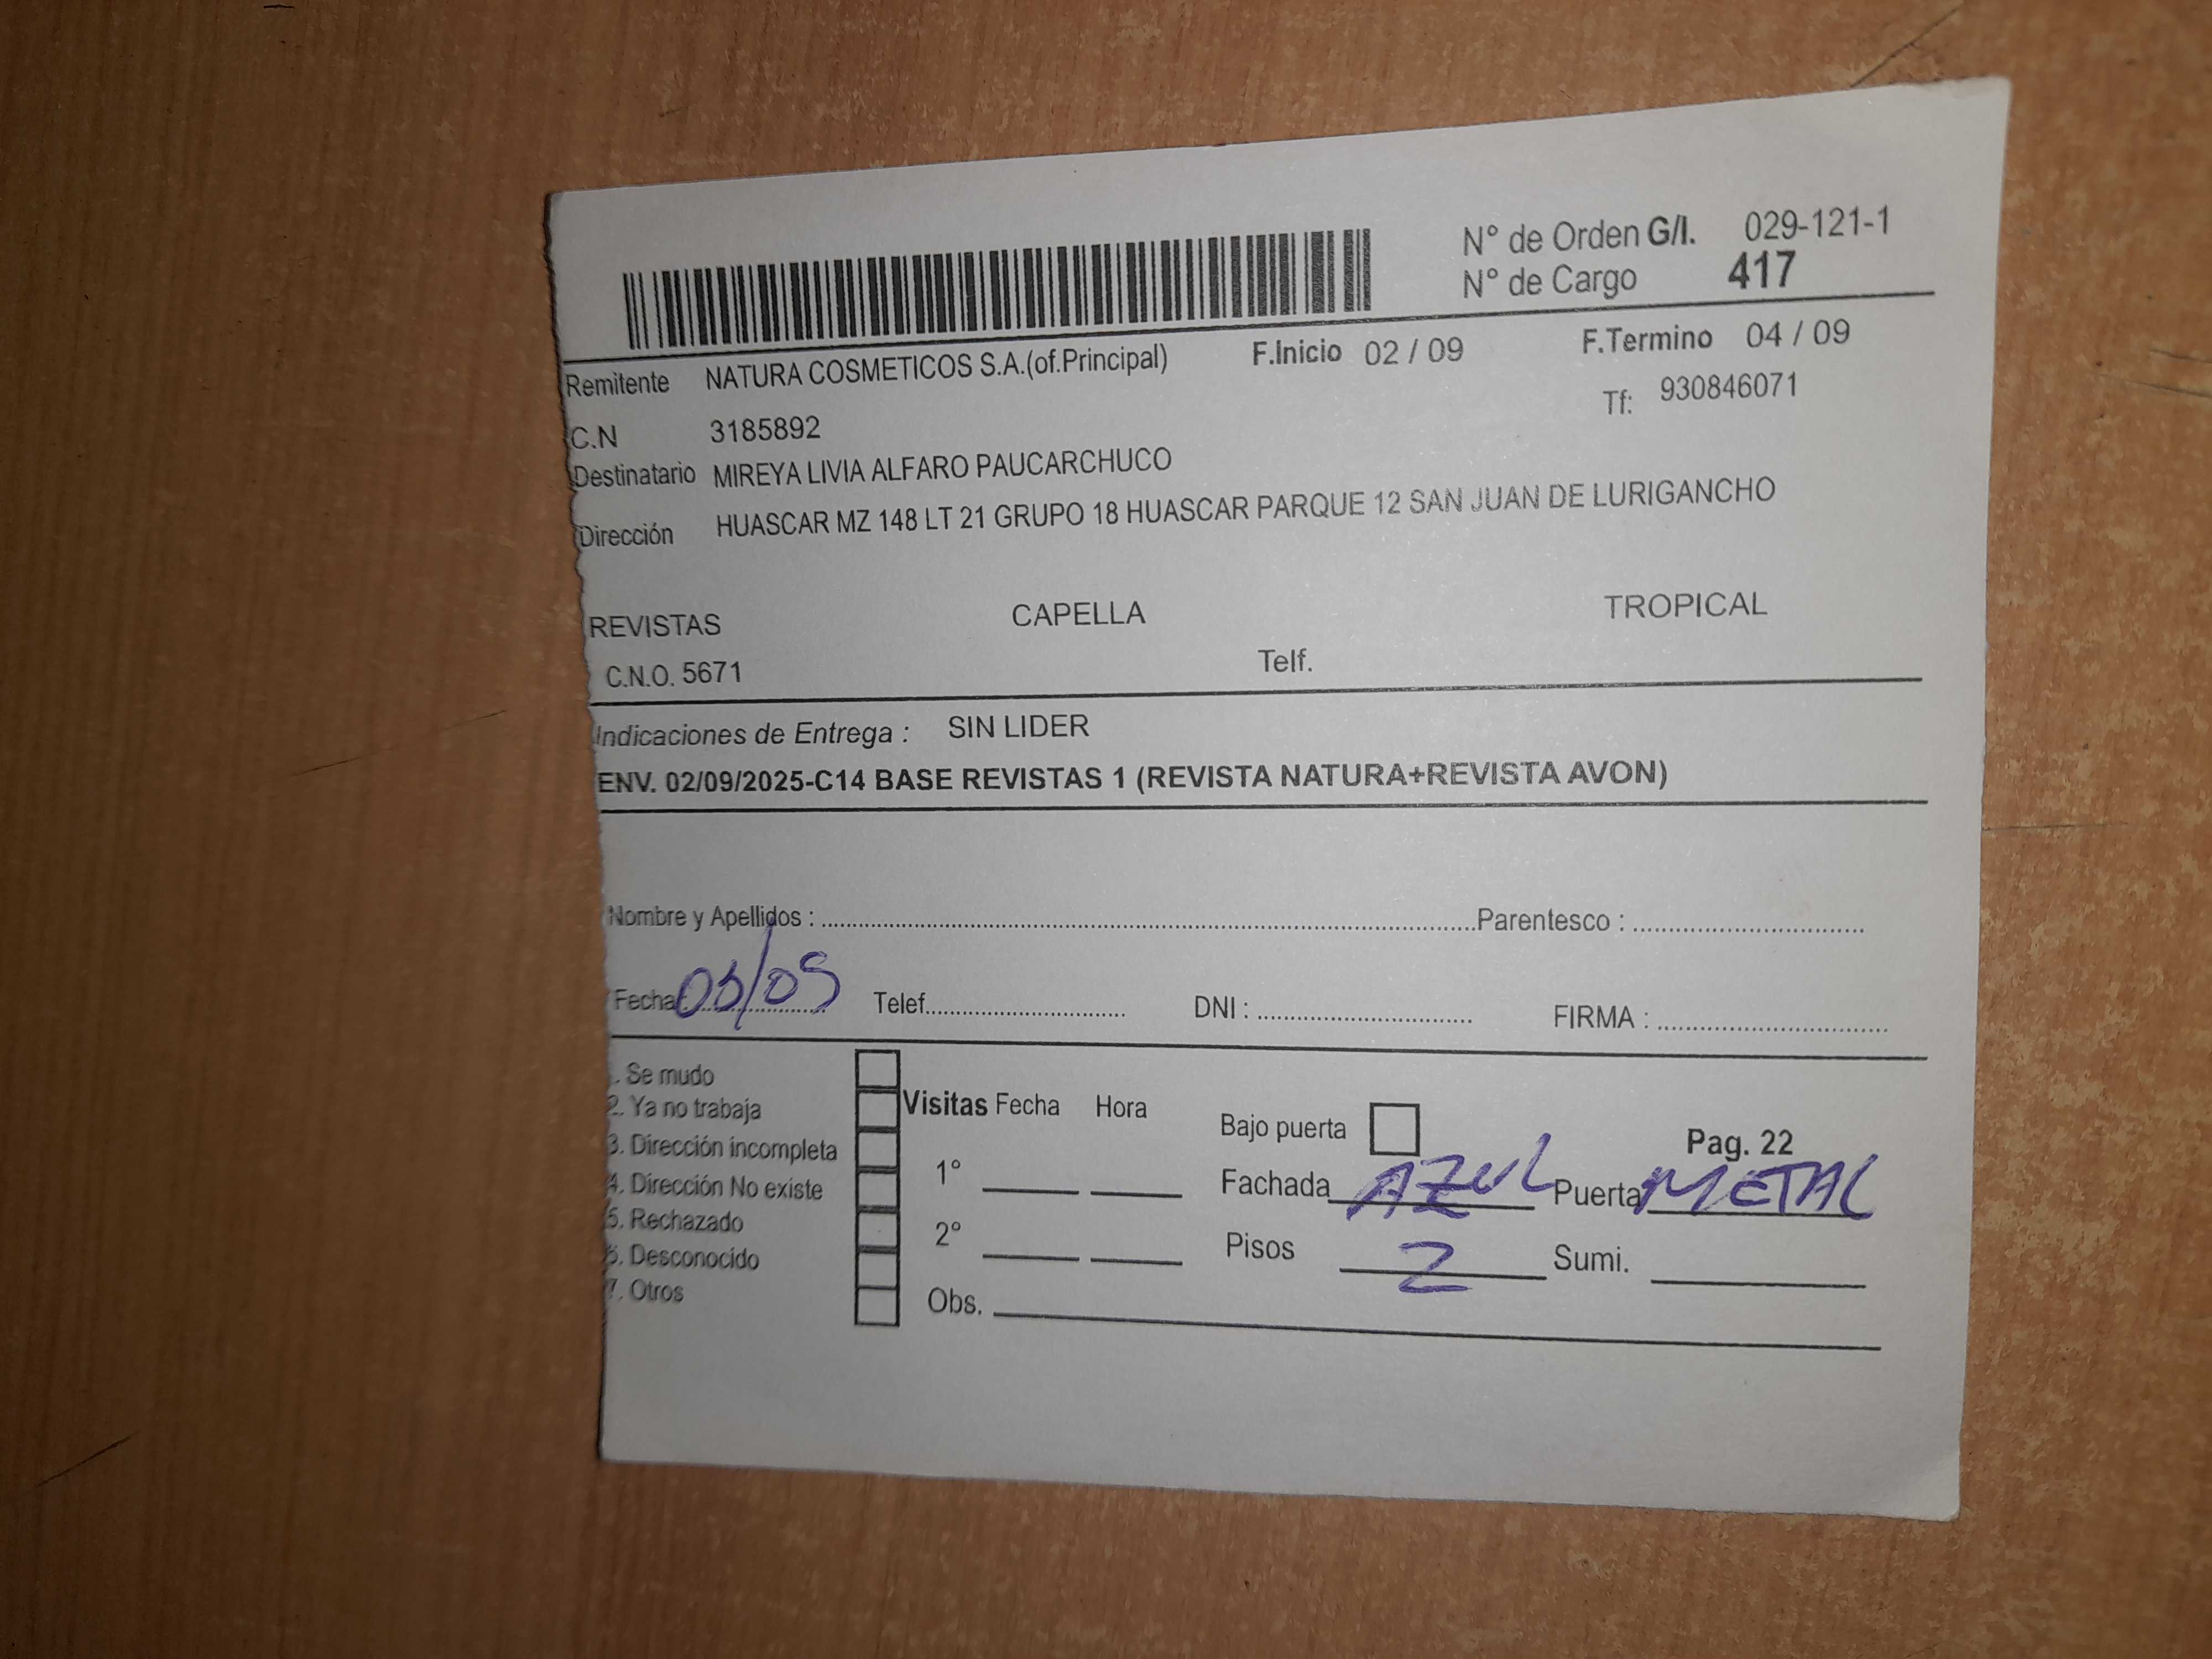 N° de Orden G/I. 029-121-1
N° de Cargo 417
Remitente NATURA COSMETICOS S.A.(of.Principal) F.Inicio 02 / 09 F.Termino 04 / 09
C.N 3185892 Tf: 930846071
Destinatario MIREYA LIVIA ALFARO PAUCARCHUCO
Dirección HUASCAR MZ 148 LT 21 GRUPO 18 HUASCAR PARQUE 12 SAN JUAN DE LURIGANCHO
REVISTAS CAPELLA TROPICAL
C.N.O. 5671 Telf.
Indicaciones de Entrega : SIN LIDER
ENV. 02/09/2025-C14 BASE REVISTAS 1 (REVISTA NATURA+REVISTA AVON)
Nombre y Apellidos : Parentesco :
Fecha Telef. DNI : FIRMA :
. Se mudo
2. Ya no trabaja Visitas Fecha Hora
Bajo puerta Pag. 22
3. Dirección incompleta
4. Dirección No existe 1° Fachada AZUL Puerta METAL
5. Rechazado
6. Desconocido 2° Pisos 2 Sumi.
7. Otros Obs.